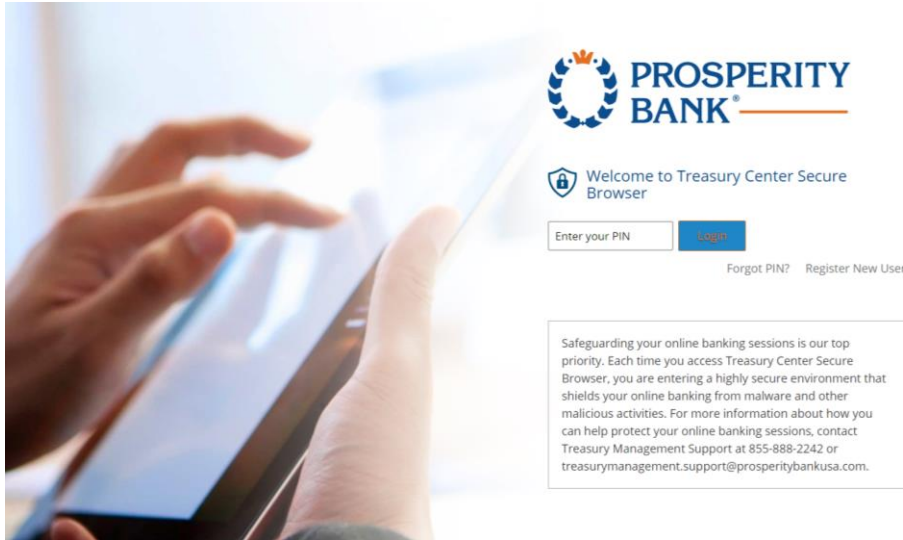 PROSPERITY
BANK®
Welcome to Treasury Center Secure
Browser
Enter your PIN Login
Forgot PIN? Register New User
Safeguarding your online banking sessions is our top
priority. Each time you access Treasury Center Secure
Browser, you are entering a highly secure environment that
shields your online banking from malware and other
malicious activities. For more information about how you
can help protect your online banking sessions, contact
Treasury Management Support at 855-888-2242 or
treasurymanagement.support@prosperitybankusa.com.